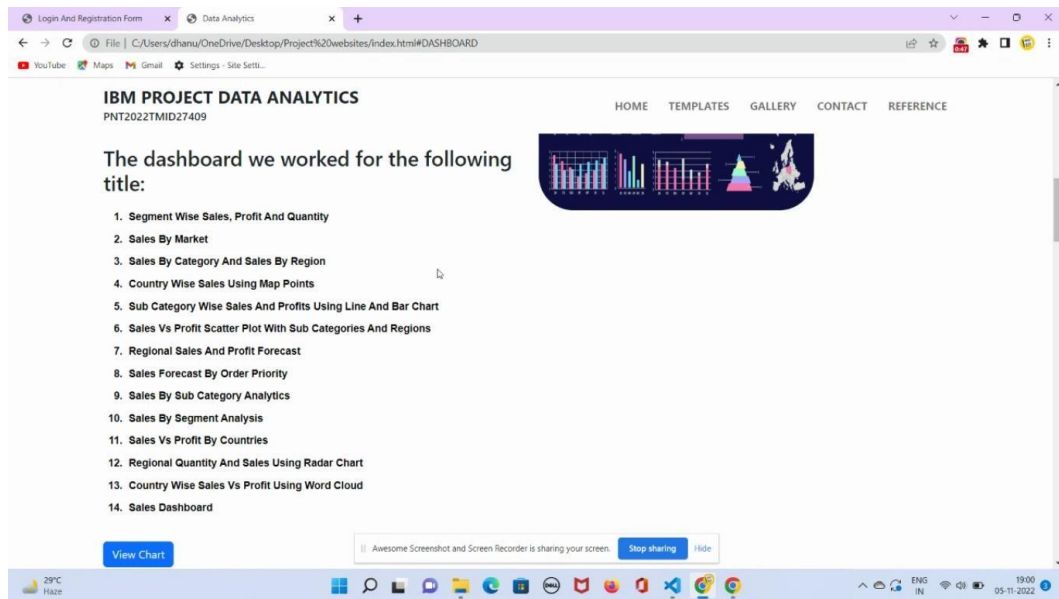 Login And Registration Form
Data Analytics
File | C:/Users/dhanu/OneDrive/Desktop/Project%20websites/index.html#DASHBOARD
0:47
YouTube Maps Gmail Settings - Site Setti...
IBM PROJECT DATA ANALYTICS
PNT2022TMID27409
HOME TEMPLATES GALLERY CONTACT REFERENCE
The dashboard we worked for the following
title:
1. Segment Wise Sales, Profit And Quantity
2. Sales By Market
3. Sales By Category And Sales By Region
4. Country Wise Sales Using Map Points
5. Sub Category Wise Sales And Profits Using Line And Bar Chart
6. Sales Vs Profit Scatter Plot With Sub Categories And Regions
7. Regional Sales And Profit Forecast
8. Sales Forecast By Order Priority
9. Sales By Sub Category Analytics
10. Sales By Segment Analysis
11. Sales Vs Profit By Countries
12. Regional Quantity And Sales Using Radar Chart
13. Country Wise Sales Vs Profit Using Word Cloud
14. Sales Dashboard
View Chart
Awesome Screenshot and Screen Recorder is sharing your screen. Stop sharing Hide
29°C
Haze
DELL
ENG
IN
19:00
05-11-2022
3